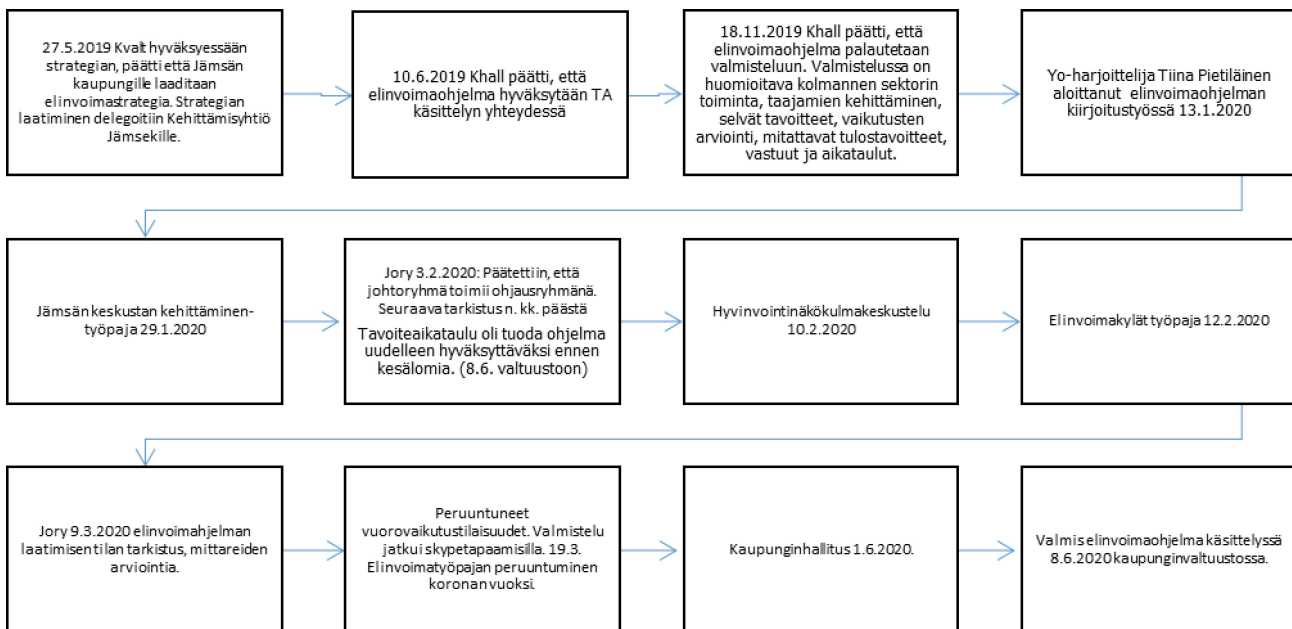 27.5.2019 Kvalt hyväksyessään
strategian, päätti että Jämsän
kaupungille laaditaan
elinvoimastrategia. Strategian
laatiminen delegoitiin Kehittämisyhtiö
Jämsekille.
10.6.2019 Khall päätti, että
elinvoimaohjelma hyväksytään TA
käsittelyn yhteydessä
18.11.2019 Khall päätti, että
elinvoimaohjelma palautetaan
valmisteluun. Valmistelussa on
huomioitava kolmannen sektorin
toiminta, taajamien kehittäminen,
selvät tavoitteet, vaikutusten
arviointi, mitattavat tulostavoitteet,
vastuut ja aikataulut.
Yo-harjoittelija Tiina Pietiläinen
aloittanut elinvoimaohjelman
kiirjoitustyössä 13.1.2020
Jämsän keskustan kehittäminen-
työpaja 29.1.2020
Jory 3.2.2020: Päätettiin, että
johtoryhmä toimii ohjausryhmänä.
Seuraava tarkistus n. kk. päästä
Tavoiteaikataulu oli tuoda ohjelma
uudelleen hyväksyttäväksi ennen
kesälomia. (8.6. valtuustoon)
Hyvinvointinäkökulmakeskustelu
10.2.2020
Elinvoimakylät työpaja 12.2.2020
Jory 9.3.2020 elinvoimahjelman
laatimisen tilan tarkistus, mittareiden
arviointia.
Peruuntuneet
vuorovaikutustilaisuudet. Valmistelu
jatkui skypetapaamisilla. 19.3.
Elinvoimatyöpajan peruuntuminen
koronan vuoksi.
Kaupunginhallitus 1.6.2020.
Valmis elinvoimaohjelma käsittelyssä
8.6.2020 kaupunginvaltuustossa.